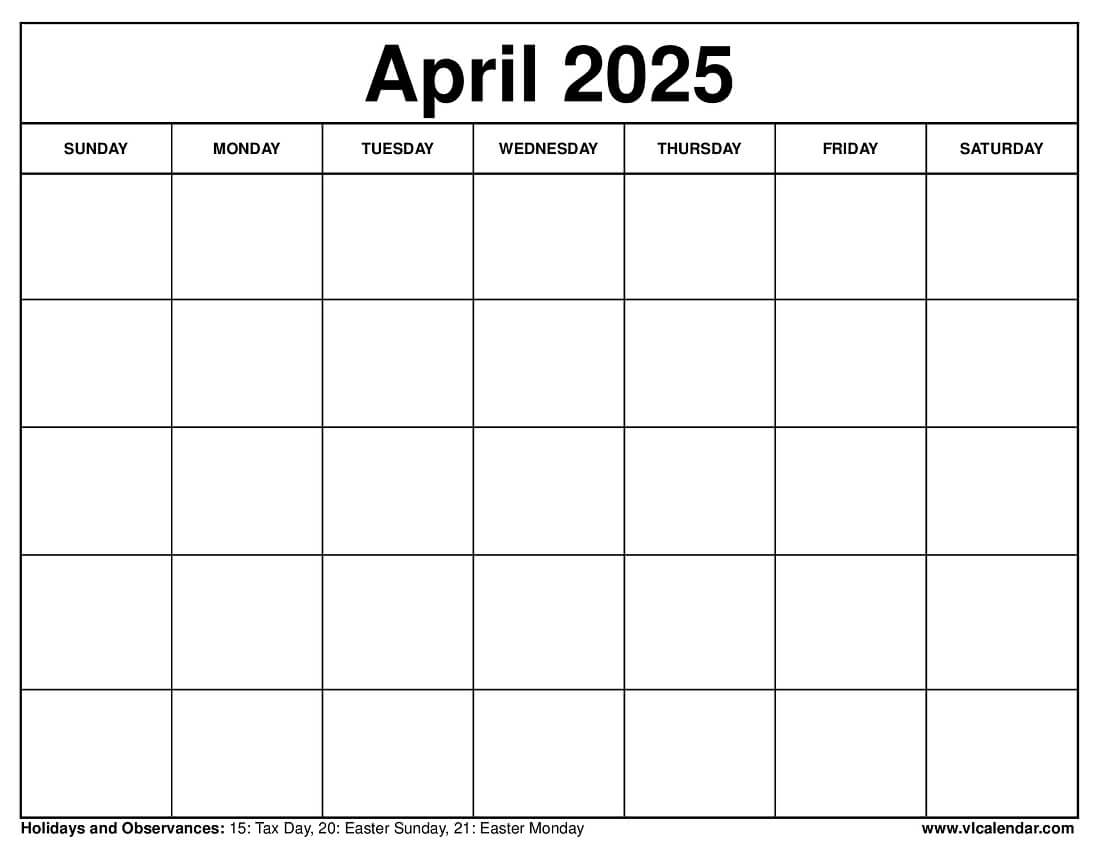 April 2025
SUNDAY MONDAY TUESDAY WEDNESDAY THURSDAY FRIDAY SATURDAY
Holidays and Observances: 15: Tax Day, 20: Easter Sunday, 21: Easter Monday www.vlcalendar.com